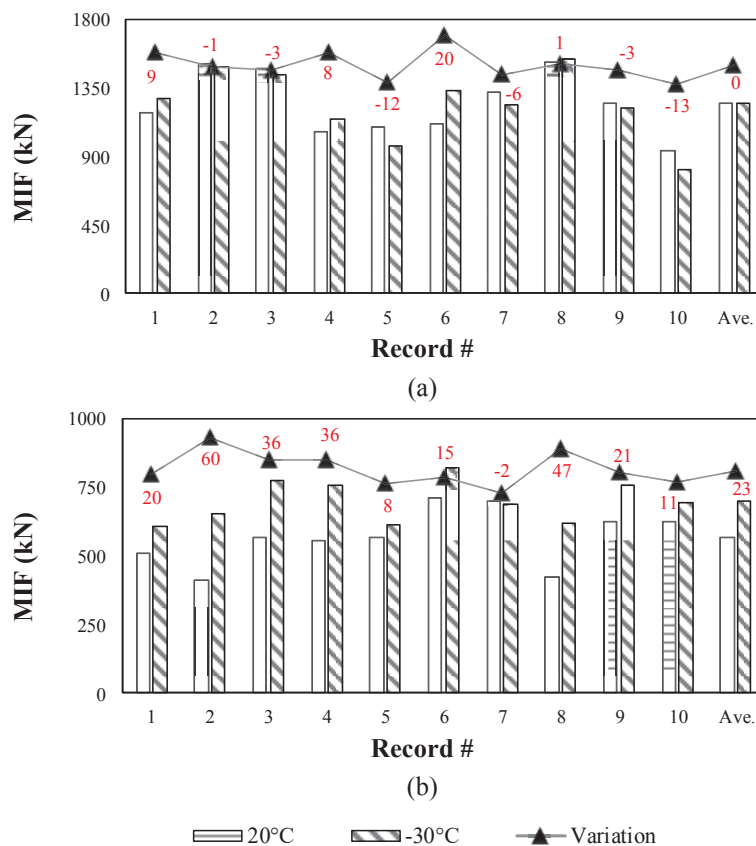 1800
1350
900
450
0
MIF (kN)
9 -1 -3 8 -12 20 -6 1 -3 -13 0
1 2 3 4 5 6 7 8 9 10 Ave.
Record #
(a)
1000
750
500
250
0
MIF (kN)
20 60 36 36 8 15 -2 47 21 11 23
1 2 3 4 5 6 7 8 9 10 Ave.
Record #
(b)
20°C -30°C Variation